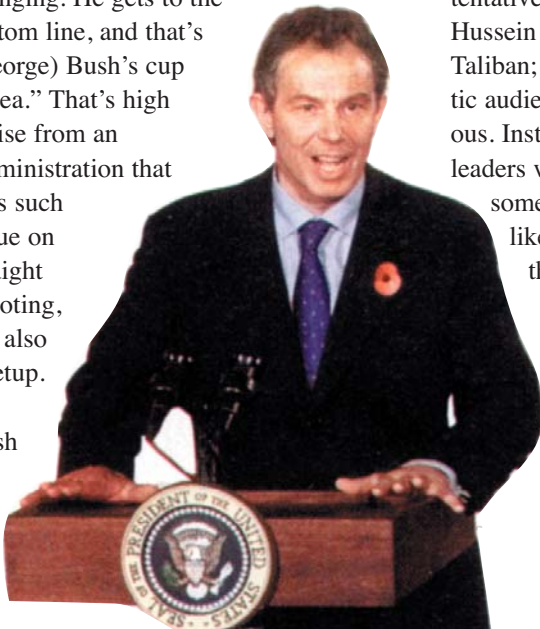 nging. He gets to the
tom line, and that's
eorge) Bush's cup
ea." That's high
ise from an
ministration that
s such
ue on
ight
oting,
also
etup.
sh
tentative
Hussein
Taliban;
tic audie
ous. Inst
leaders
some
like
th
SEAL OF THE PRESIDENT OF THE UNITED STATES